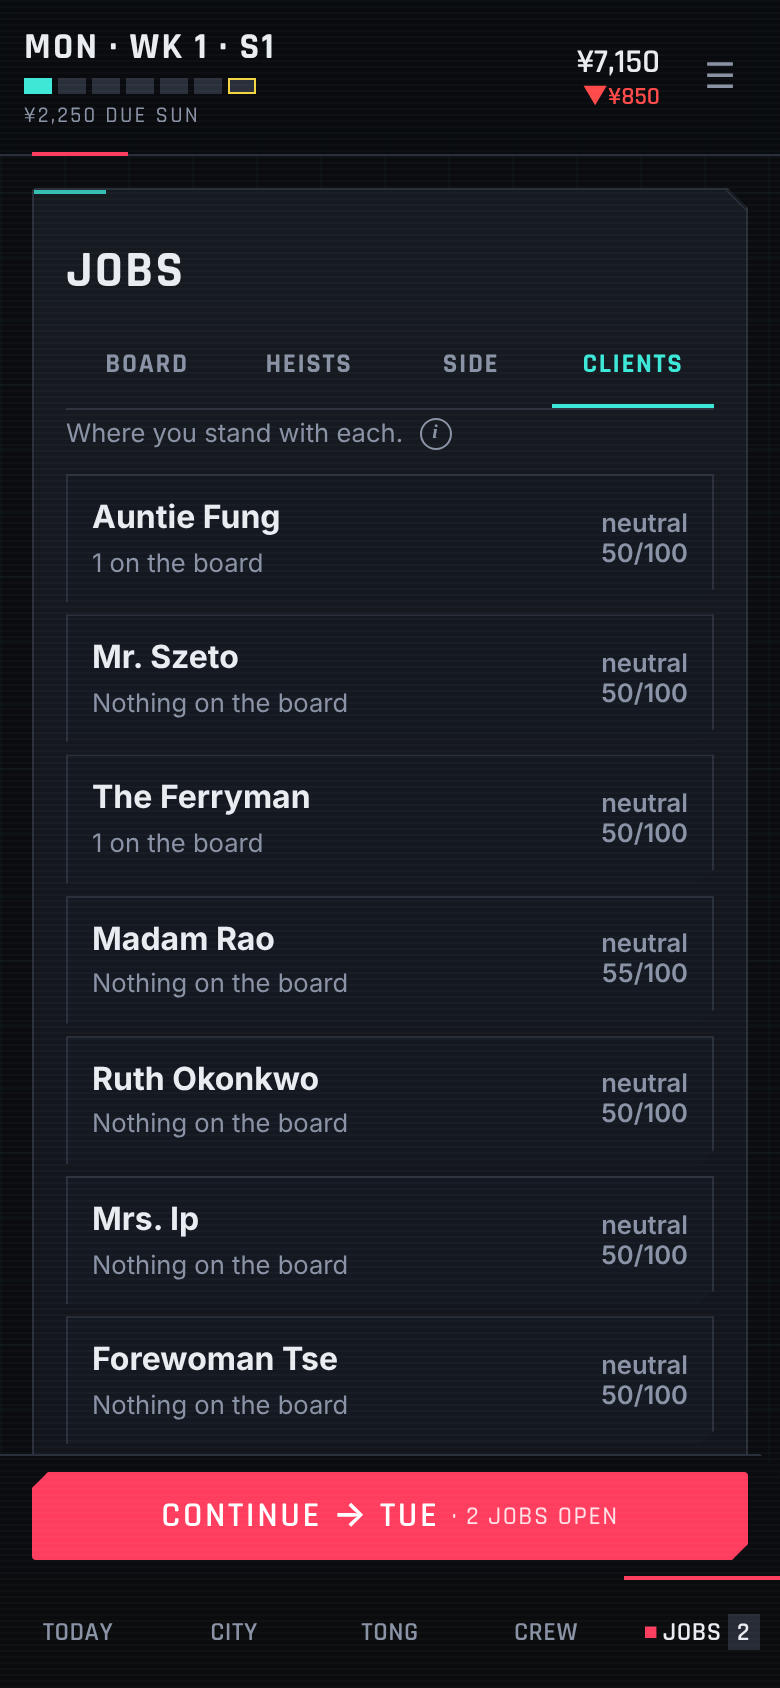 MON · WK 1 · S1
¥2,250 DUE SUN
¥7,150
▼¥850
☰
JOBS
BOARD HEISTS SIDE CLIENTS
Where you stand with each. i
Auntie Fung
1 on the board
neutral
50/100
Mr. Szeto
Nothing on the board
neutral
50/100
The Ferryman
1 on the board
neutral
50/100
Madam Rao
Nothing on the board
neutral
55/100
Ruth Okonkwo
Nothing on the board
neutral
50/100
Mrs. Ip
Nothing on the board
neutral
50/100
Forewoman Tse
Nothing on the board
neutral
50/100
CONTINUE → TUE · 2 JOBS OPEN
TODAY CITY TONG CREW JOBS 2